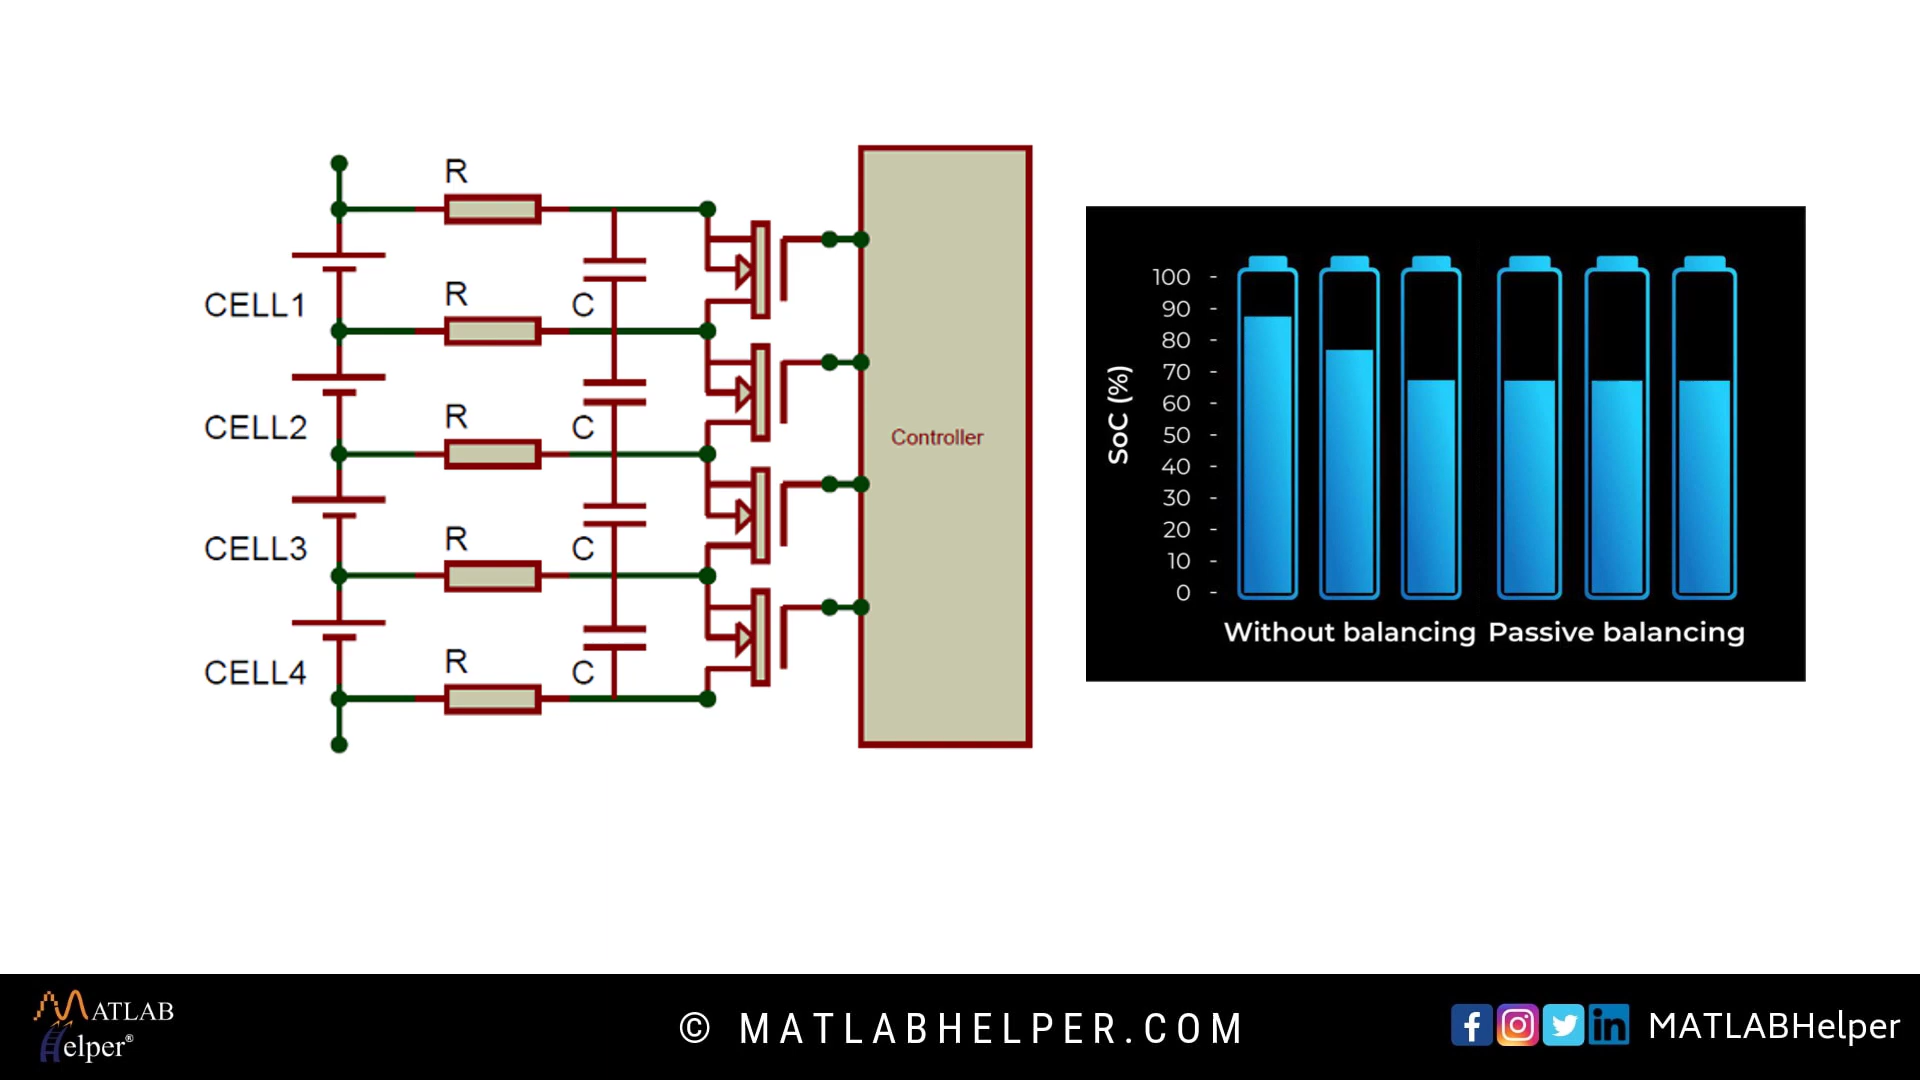 R
R
CELL1
C
R
CELL2
C
R
CELL3
C
R
CELL4
C
Controller
SoC (%)
100 -
90 -
80 -
70 -
60 -
50 -
40 -
30 -
20 -
10 -
0 -
Without balancing
Passive balancing
MATLAB
Helper®
© MATLABHELPER.COM
MATLABHelper